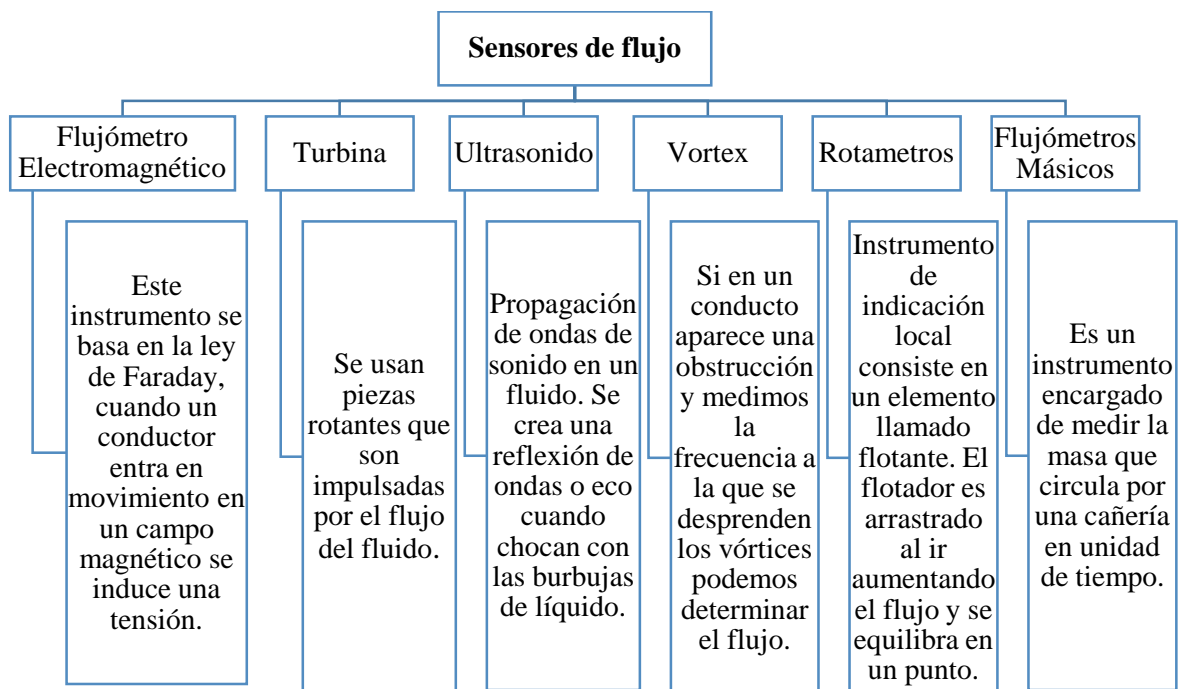 Sensores de flujo
Flujómetro
Electromagnético
Este
instrumento se
basa en la ley
de Faraday,
cuando un
conductor
entra en
movimiento en
un campo
magnético se
induce una
tensión.
Turbina
Se usan
piezas
rotantes que
son
impulsadas
por el flujo
del fluido.
Ultrasonido
Propagación
de ondas de
sonido en un
fluido. Se
crea una
reflexión de
ondas o eco
cuando
chocan con
las burbujas
de líquido.
Vortex
Si en un
conducto
aparece una
obstrucción
y medimos
la
frecuencia a
la que se
desprenden
los vórtices
podemos
determinar
el flujo.
Rotametros
Instrumento
de
indicación
local
consiste en
un elemento
llamado
flotante. El
flotador es
arrastrado
al ir
aumentando
el flujo y se
equilibra en
un punto.
Flujómetros
Másicos
Es un
instrumento
encargado
de medir la
masa que
circula por
una cañería
en unidad
de tiempo.